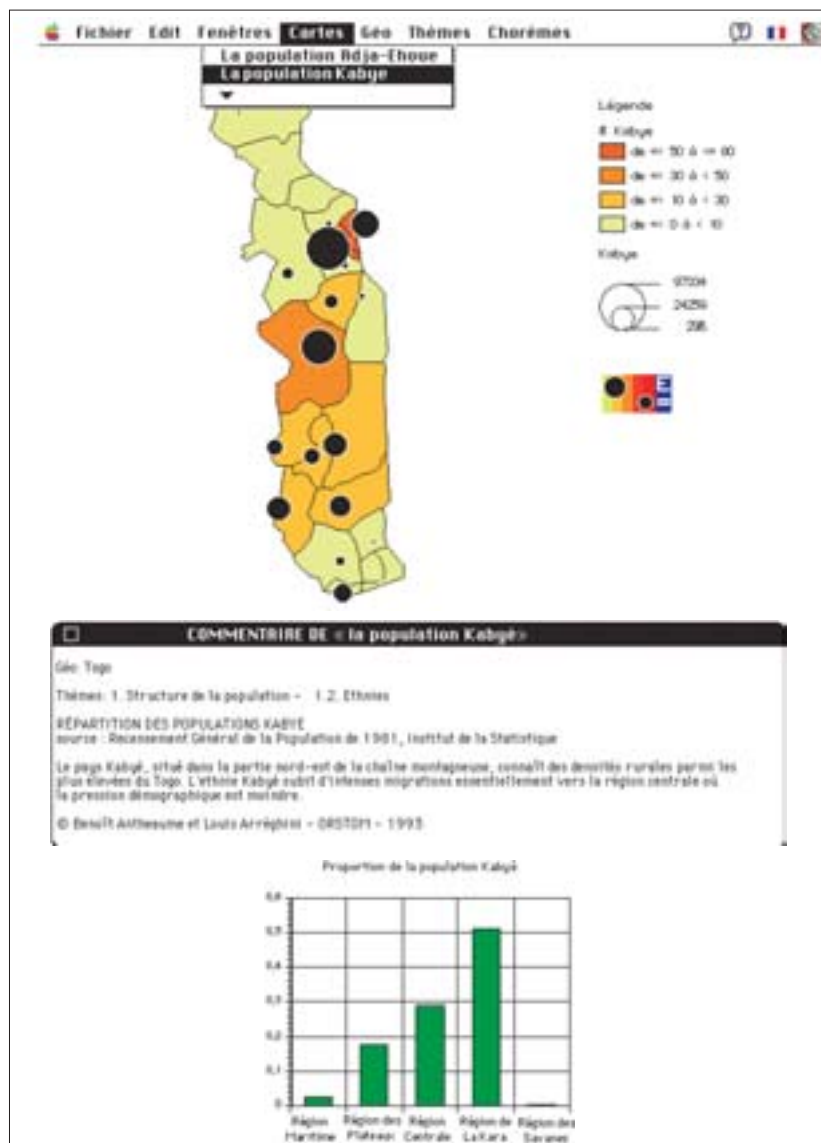 Fichier Edit Fenêtres Cartes Géo Thèmes Chorèmes
La population Adja-Ehoue
La population Kabye
Légende
% Kabye
de => 50 à <= 80
de => 30 à < 50
de => 10 à < 30
de => 0 à < 10
Kabye
97034
24259
295
COMMENTAIRE DE « la population Kabyé»
Géo: Togo
Thèmes: 1. Structure de la population - 1.2. Ethnies
RÉPARTITION DES POPULATIONS KABYE
source : Recensement Général de la Population de 1981, Institut de la Statistique
Le pays Kabyé, situé dans la partie nord-est de la chaîne montagneuse, connaît des densités rurales parmi les
plus élevées du Togo. L'ethnie Kabyé subit d'intenses migrations essentiellement vers la région centrale où
la pression démographique est moindre.
© Benoît Antheaume et Louis Arréghini - ORSTOM - 1993
Proportion de la population Kabyé
0,6
0,5
0,4
0,3
0,2
0,1
0
Région Maritime
Région des Plateaux
Région Centrale
Région de La Kara
Région des Savanes